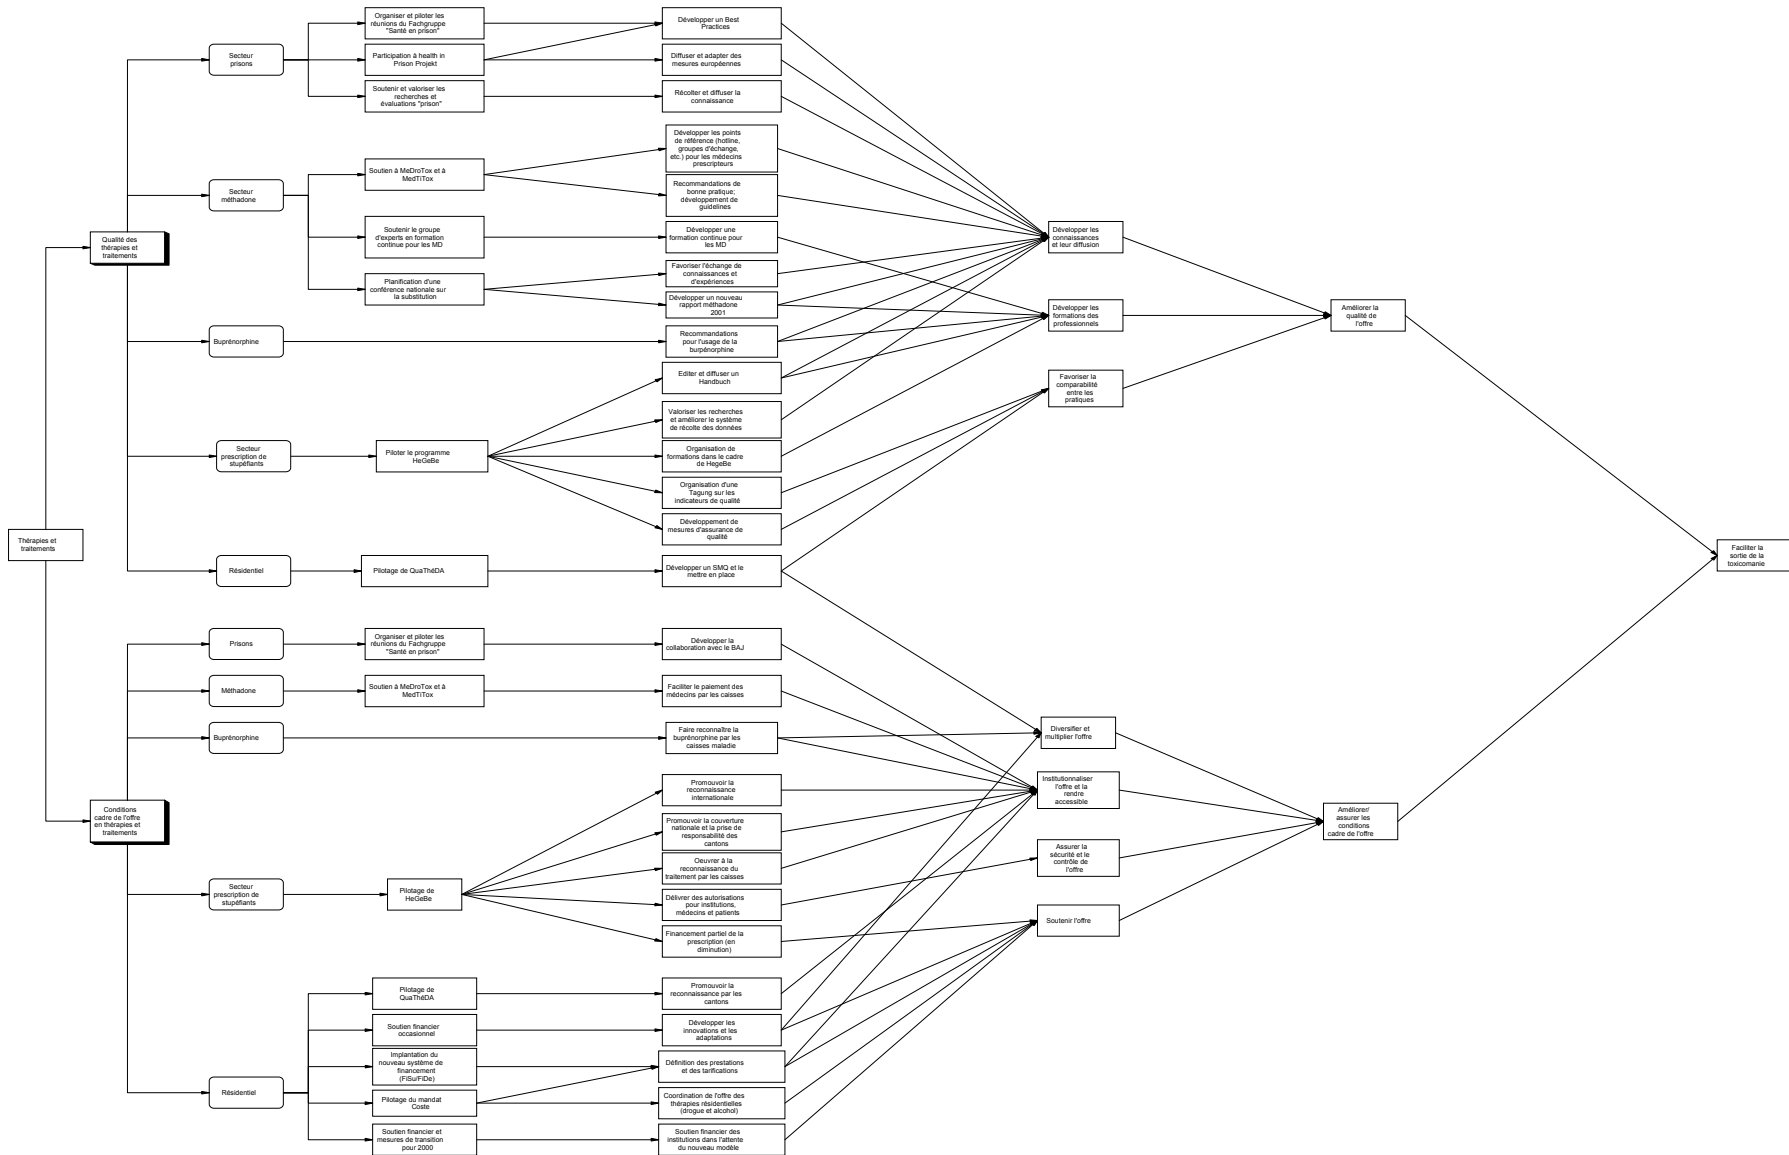 Thérapies et
traitements
Qualité des
thérapies et
traitements
Conditions
cadre de l'offre
en thérapies et
traitements
Secteur
prisons
Secteur
méthadone
Buprénorphine
Secteur
prescription de
stupéfiants
Résidentiel
Prisons
Méthadone
Buprénorphine
Secteur
prescription de
stupéfiants
Résidentiel
Organiser et piloter les
réunions du Fachgruppe
"Santé en prison"
Participation à health in
Prison Projekt
Soutenir et valoriser les
recherches et
évaluations "prison"
Soutien à MeDroTox et à
MedTiTox
Soutenir le groupe
d'experts en formation
continue pour les MD
Planification d'une
conférence nationale sur
la substitution
Piloter le programme
HeGeBe
Pilotage de QuaThéDA
Organiser et piloter les
réunions du Fachgruppe
"Santé en prison"
Soutien à MeDroTox et à
MedTiTox
Pilotage de
HeGeBe
Pilotage de
QuaThéDA
Soutien financier
occasionnel
Implantation du
nouveau système de
financement
(FiSu/FiDe)
Pilotage du mandat
Coste
Soutien financier et
mesures de transition
pour 2000
Développer un Best
Practices
Diffuser et adapter des
mesures européennes
Récolter et diffuser la
connaissance
Développer les points
de référence (hotline,
groupes d'échange,
etc.) pour les médecins
prescripteurs
Recommandations de
bonne pratique;
développement de
guidelines
Développer une
formation continue pour
les MD
Favoriser l'échange de
connaissances et
d'expériences
Développer un nouveau
rapport méthadone
2001
Recommandations
pour l'usage de la
burpénorphine
Editer et diffuser un
Handbuch
Valoriser les recherches
et améliorer le système
de récolte des données
Organisation de
formations dans le cadre
de HegeBe
Organisation d'une
Tagung sur les
indicateurs de qualité
Développement de
mesures d'assurance de
qualité
Développer un SMQ et le
mettre en place
Développer la
collaboration avec le BAJ
Faciliter le paiement des
médecins par les caisses
Faire reconnaître la
buprénorphine par les
caisses maladie
Promouvoir la
reconnaissance
internationale
Promouvoir la couverture
nationale et la prise de
responsabilité des
cantons
Oeuvrer à la
reconnaissance du
traitement par les caisses
Délivrer des autorisations
pour institutions,
médecins et patients
Financement partiel de la
prescription (en
diminution)
Promouvoir la
reconnaissance par les
cantons
Développer les
innovations et les
adaptations
Définition des prestations
et des tarifications
Coordination de l'offre des
thérapies résidentielles
(drogue et alcohol)
Soutien financier des
institutions dans l'attente
du nouveau modèle
Développer les
connaissances
et leur diffusion
Développer les
formations des
professionnels
Favoriser la
comparabilité
entre les
pratiques
Diversifier et
multiplier l'offre
Institutionnaliser
l'offre et la
rendre
accessible
Assurer la
sécurité et le
contrôle de
l'offre
Soutenir l'offre
Améliorer la
qualité de
l'offre
Améliorer/
assurer les
conditions
cadre de l'offre
Faciliter la
sortie de la
toxicomanie